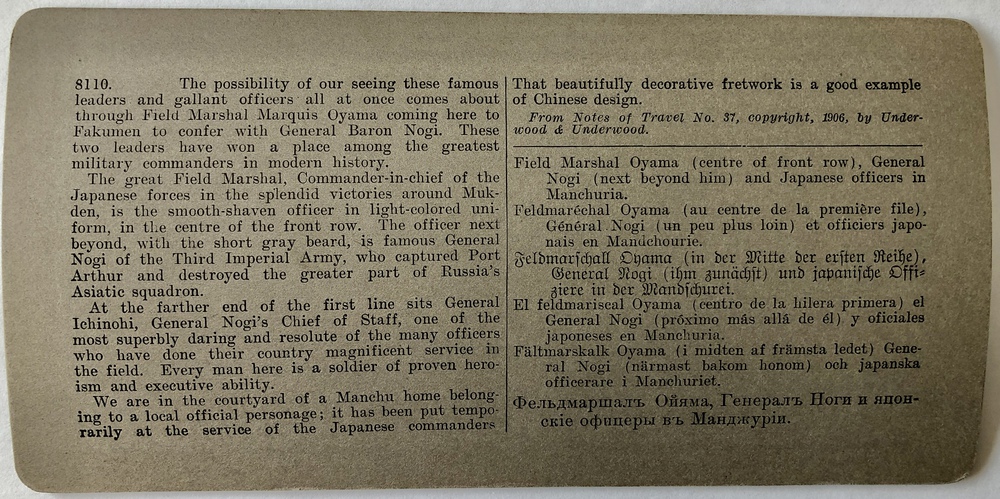 8110. The possibility of our seeing these famous
leaders and gallant officers all at once comes about
through Field Marshal Marquis Oyama coming here to
Fakumen to confer with General Baron Nogi. These
two leaders have won a place among the greatest
military commanders in modern history.
The great Field Marshal, Commander-in-chief of the
Japanese forces in the splendid victories around Muk-
den, is the smooth-shaven officer in light-colored uni-
form, in the centre of the front row. The officer next
beyond, with the short gray beard, is famous General
Nogi of the Third Imperial Army, who captured Port
Arthur and destroyed the greater part of Russia's
Asiatic squadron.
At the farther end of the first line sits General
Ichinohi, General Nogi's Chief of Staff, one of the
most superbly daring and resolute of the many officers
who have done their country magnificent service in
the field. Every man here is a soldier of proven hero-
ism and executive ability.
We are in the courtyard of a Manchu home belong-
ing to a local official personage; it has been put tempo-
rarily at the service of the Japanese commanders
That beautifully decorative fretwork is a good example
of Chinese design.
From Notes of Travel No. 37, copyright, 1906, by Under-
wood & Underwood.
Field Marshal Oyama (centre of front row), General
Nogi (next beyond him) and Japanese officers in
Manchuria.
Feldmaréchal Oyama (au centre de la première file),
Général Nogi (un peu plus loin) et officiers japo-
nais en Mandchourie.
Feldmarschall Oyama (in der Mitte der ersten Reihe),
General Nogi (ihm zunächst) und japanische Offi-
ziere in der Mandschurei.
El feldmariscal Oyama (centro de la hilera primera) el
General Nogi (próximo más allá de él) y oficiales
japoneses en Manchuria.
Fältmarskalk Oyama (i midten af främsta ledet) Gene-
ral Nogi (närmast bakom honom) och japanska
officerare i Manchuriet.
Фельдмаршалъ Ойяма, Генералъ Ноги и япон-
скіе офицеры въ Манджуріи.